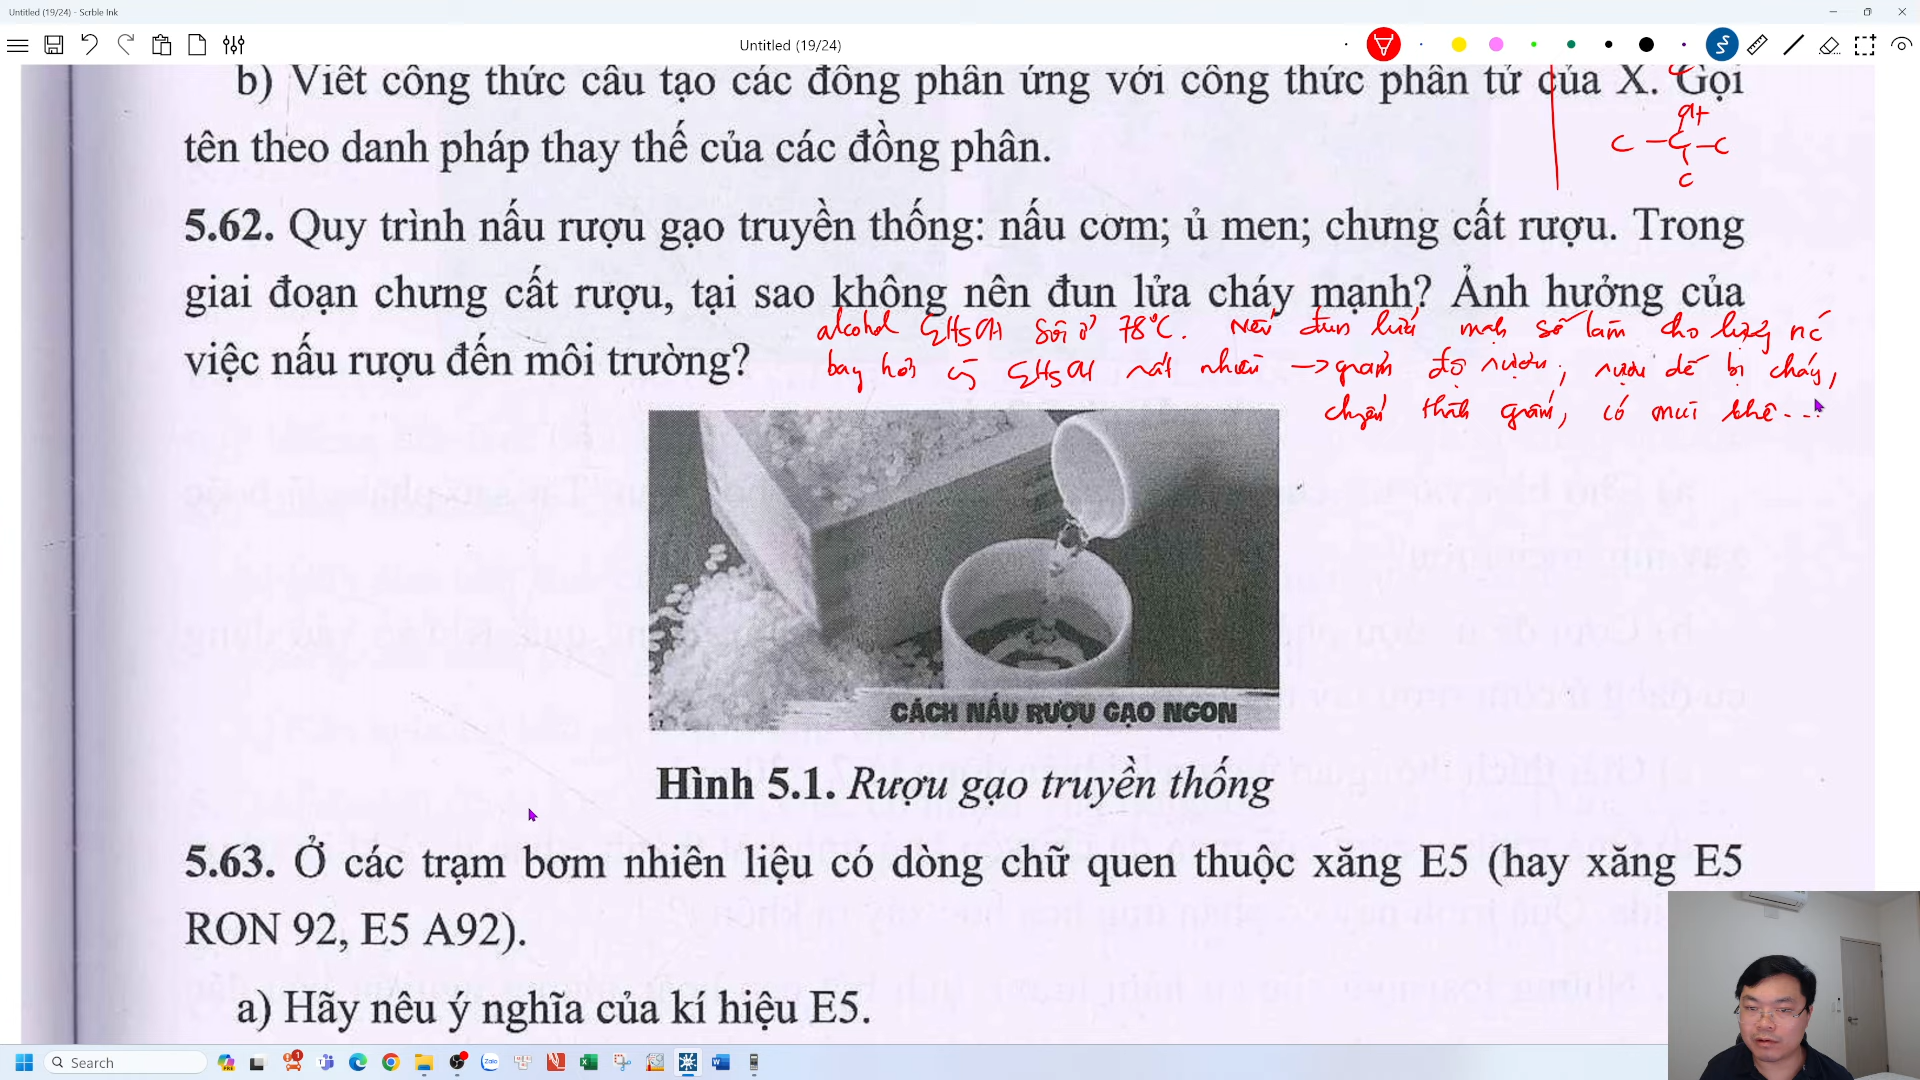 Untitled (19/24) - Scrble Ink
Untitled (19/24)
b) Viết công thức cấu tạo các đồng phân ứng với công thức phân tử của X. Gọi
tên theo danh pháp thay thế của các đồng phân.
C - C - C
C
5.62. Quy trình nấu rượu gạo truyền thống: nấu cơm; ủ men; chưng cất rượu. Trong
giai đoạn chưng cất rượu, tại sao không nên đun lửa cháy mạnh? Ảnh hưởng của
alcohol C2H5OH sôi ở 78°C. Nếu đun lửa mạnh sẽ làm cho lượng
việc nấu rượu đến môi trường?
bay hơi C2H5OH rất nhiều → giảm độ rượu; rượu dễ bị cháy,
chuyển thành giấm, có mùi khê...
CÁCH NẤU RƯỢU GẠO NGON
Hình 5.1. Rượu gạo truyền thống
5.63. Ở các trạm bơm nhiên liệu có dòng chữ quen thuộc xăng E5 (hay xăng E5
RON 92, E5 A92).
a) Hãy nêu ý nghĩa của kí hiệu E5.
Search